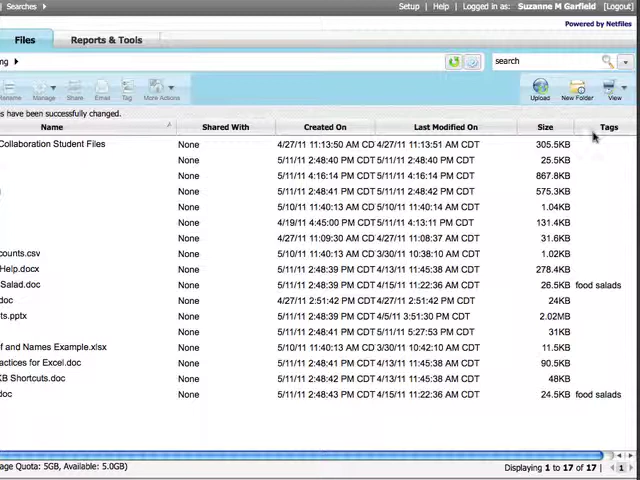 Searches Setup | Help | Logged in as: Suzanne M Garfield [Logout]
Powered by Netfiles
Files Reports & Tools
search
Manage Share Email Tag More Actions Upload New Folder View
have been successfully changed.
Name Shared With Created On Last Modified On Size Tags
Collaboration Student Files None 4/27/11 11:13:50 AM CD 4/27/11 11:13:51 AM CDT 305.5KB
None 5/11/11 2:48:40 PM CDT 5/11/11 2:48:40 PM CDT 25.5KB
None 5/11/11 4:16:14 PM CDT 5/11/11 4:16:14 PM CDT 867.8KB
None 5/11/11 2:48:41 PM CDT 5/11/11 2:48:42 PM CDT 575.3KB
None 5/10/11 11:40:13 AM CD 5/10/11 11:40:14 AM CDT 1.04KB
None 4/19/11 4:45:00 PM CDT 5/11/11 4:13:11 PM CDT 131.4KB
None 4/27/11 11:09:30 AM CD 4/27/11 11:08:37 AM CDT 31.6KB
counts.csv None 5/10/11 11:40:13 AM CD 3/30/11 10:38:10 AM CDT 1.02KB
Help.docx None 5/11/11 2:48:39 PM CDT 4/13/11 11:45:38 AM CDT 278.4KB
Salad.doc None 5/11/11 2:48:39 PM CDT 4/15/11 11:22:36 AM CDT 26.5KB food salads
doc None 4/27/11 2:51:42 PM CDT 4/27/11 2:51:42 PM CDT 24KB
ts.pptx None 5/11/11 2:48:39 PM CDT 4/5/11 3:51:30 PM CDT 2.02MB
None 5/11/11 2:48:41 PM CDT 5/11/11 5:27:53 PM CDT 31KB
f and Names Example.xlsx None 5/10/11 11:40:13 AM CD 3/30/11 10:42:10 AM CDT 11.5KB
actices for Excel.doc None 5/11/11 2:48:41 PM CDT 4/13/11 11:45:38 AM CDT 90.5KB
KB Shortcuts.doc None 5/11/11 2:48:42 PM CDT 4/13/11 11:45:38 AM CDT 48KB
doc None 5/11/11 2:48:43 PM CDT 4/15/11 11:22:36 AM CDT 24.5KB food salads
age Quota: 5GB, Available: 5.0GB) Displaying 1 to 17 of 17 | 1